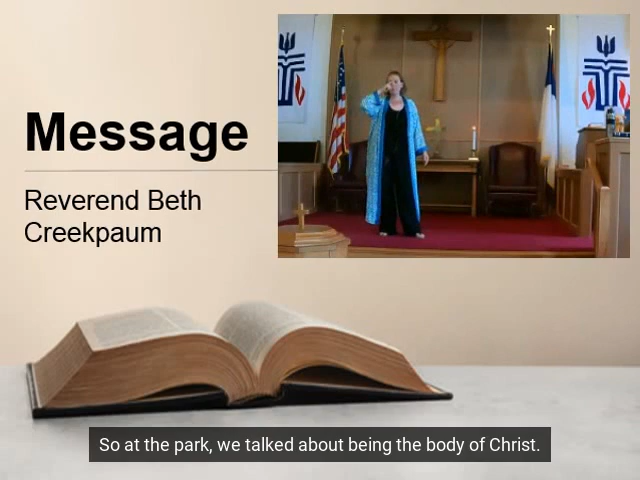 Message
Reverend Beth
Creekpaum
So at the park, we talked about being the body of Christ.